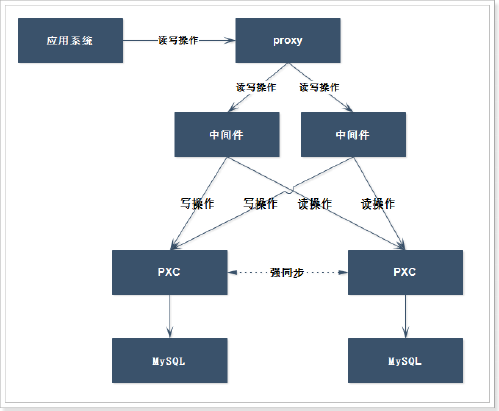 应用系统
读写操作
proxy
读写操作
读写操作
中间件
中间件
写操作
写操作
读操作
读操作
PXC
强同步
PXC
MySQL
MySQL